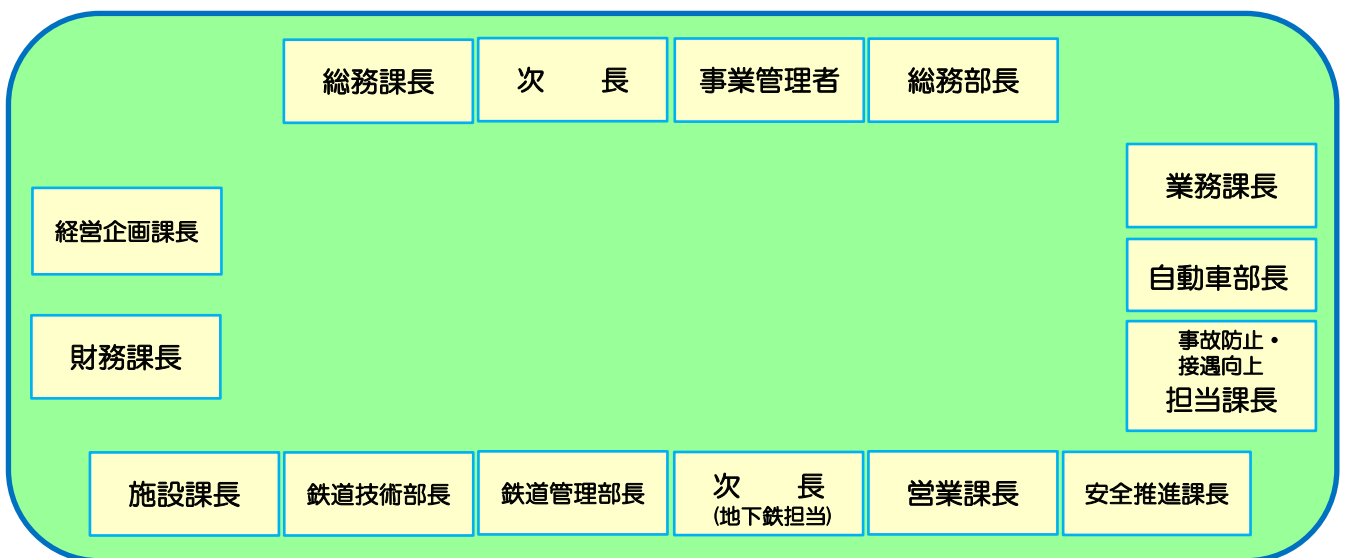 総務課長
次　　長
事業管理者
総務部長
業務課長
経営企画課長
自動車部長
財務課長
事故防止・
接遇向上
担当課長
施設課長
鉄道技術部長
鉄道管理部長
次　　長
(地下鉄担当)
営業課長
安全推進課長